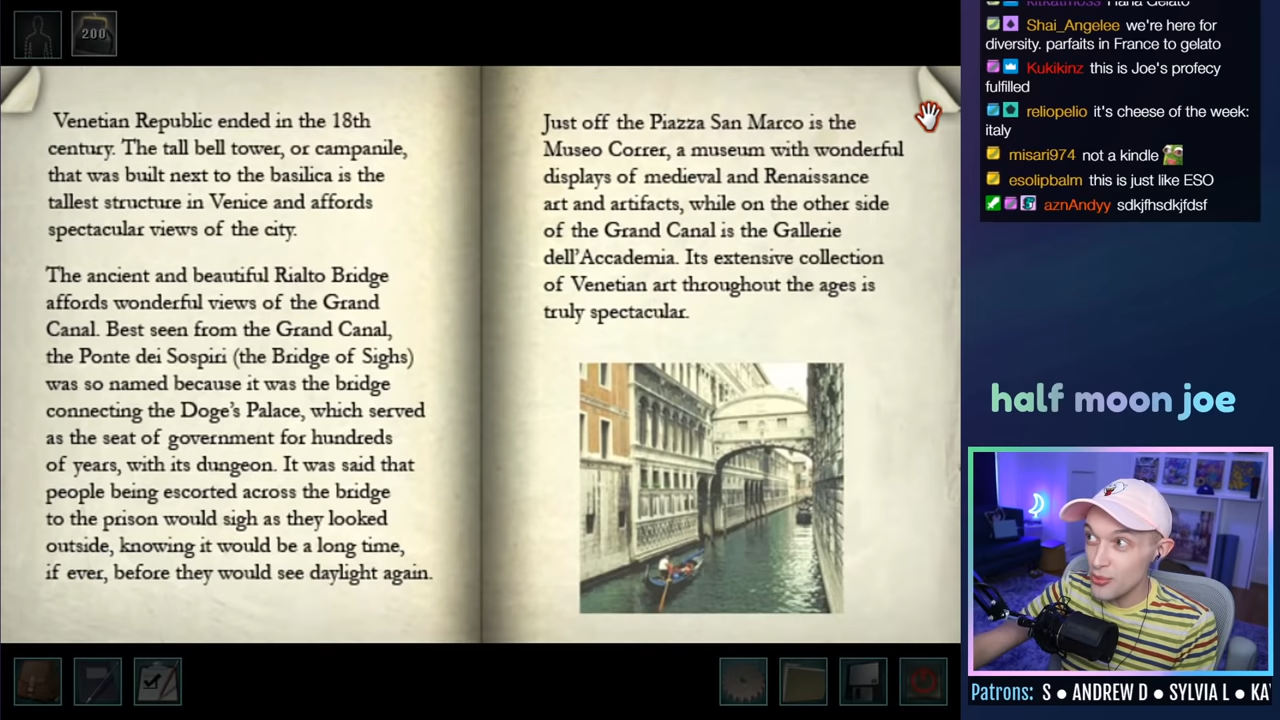 200
Venetian Republic ended in the 18th
century. The tall bell tower, or campanile,
that was built next to the basilica is the
tallest structure in Venice and affords
spectacular views of the city.
The ancient and beautiful Rialto Bridge
affords wonderful views of the Grand
Canal. Best seen from the Grand Canal,
the Ponte dei Sospiri (the Bridge of Sighs)
was so named because it was the bridge
connecting the Doge's Palace, which served
as the seat of government for hundreds
of years, with its dungeon. It was said that
people being escorted across the bridge
to the prison would sigh as they looked
outside, knowing it would be a long time,
if ever, before they would see daylight again.
Just off the Piazza San Marco is the
Museo Correr, a museum with wonderful
displays of medieval and Renaissance
art and artifacts, while on the other side
of the Grand Canal is the Gallerie
dell'Accademia. Its extensive collection
of Venetian art throughout the ages is
truly spectacular.
Shai_Angelee we're here for
diversity. parfaits in France to gelato
Kukikinz this is Joe's profecy
fulfilled
reliopelio it's cheese of the week:
italy
misari974 not a kindle
esolipbalm this is just like ESO
aznAndyy sdkjfhsdkjfdsf
half moon joe
Patrons: S ● ANDREW D ● SYLVIA L ● KA